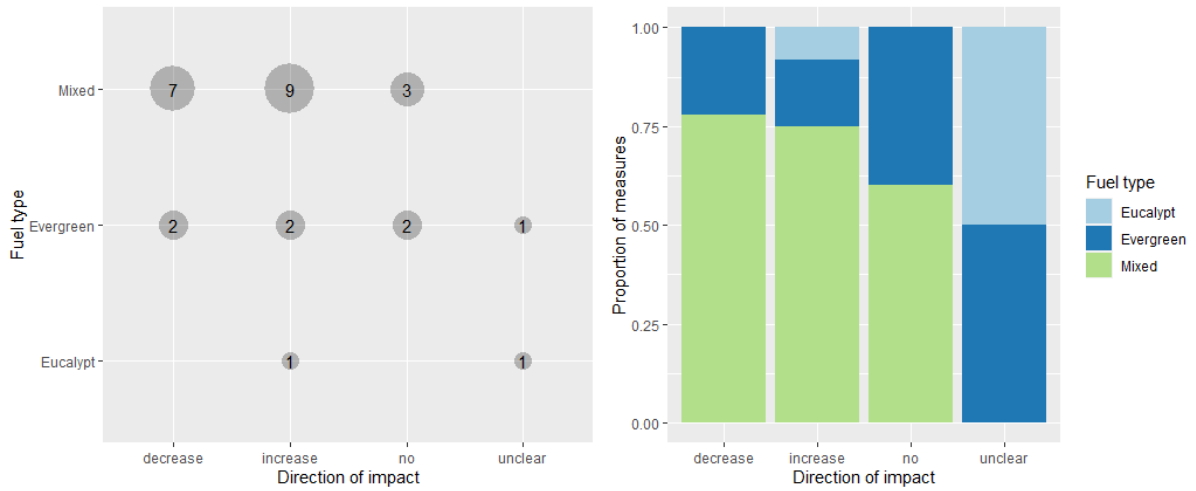 Fuel type
Mixed
Evergreen
Eucalypt
7
9
3
2
2
2
1
1
1
decrease
increase
no
unclear
Direction of impact
Proportion of measures
1.00
0.75
0.50
0.25
0.00
decrease
increase
no
unclear
Direction of impact
Fuel type
Eucalypt
Evergreen
Mixed